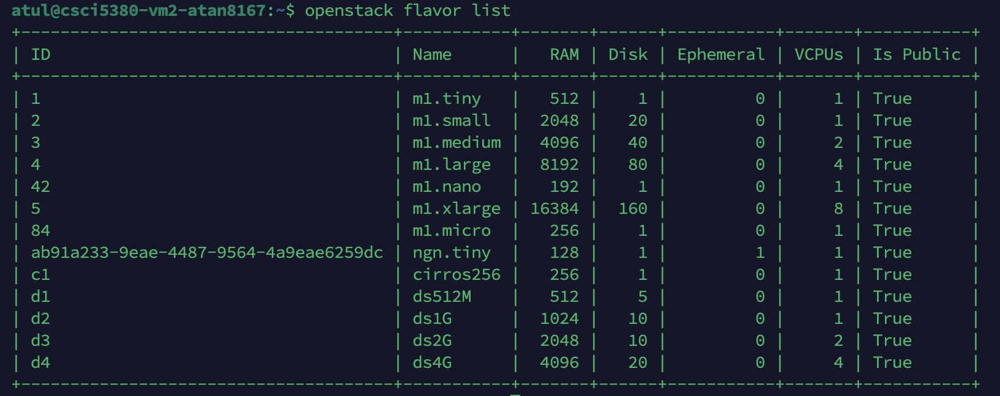 atul@csci5380-vm2-atan8167:~$ openstack flavor list
+--------------------------------------+-----------+-------+------+-----------+-------+-----------+
| ID                                   | Name      |   RAM | Disk | Ephemeral | VCPUs | Is Public |
+--------------------------------------+-----------+-------+------+-----------+-------+-----------+
| 1                                    | m1.tiny   |   512 |    1 |         0 |     1 | True      |
| 2                                    | m1.small  |  2048 |   20 |         0 |     1 | True      |
| 3                                    | m1.medium |  4096 |   40 |         0 |     2 | True      |
| 4                                    | m1.large  |  8192 |   80 |         0 |     4 | True      |
| 42                                   | m1.nano   |   192 |    1 |         0 |     1 | True      |
| 5                                    | m1.xlarge | 16384 |  160 |         0 |     8 | True      |
| 84                                   | m1.micro  |   256 |    1 |         0 |     1 | True      |
| ab91a233-9eae-4487-9564-4a9eae6259dc | ngn.tiny  |   128 |    1 |         1 |     1 | True      |
| c1                                   | cirros256 |   256 |    1 |         0 |     1 | True      |
| d1                                   | ds512M    |   512 |    5 |         0 |     1 | True      |
| d2                                   | ds1G      |  1024 |   10 |         0 |     1 | True      |
| d3                                   | ds2G      |  2048 |   10 |         0 |     2 | True      |
| d4                                   | ds4G      |  4096 |   20 |         0 |     4 | True      |
+--------------------------------------+-----------+-------+------+-----------+-------+-----------+